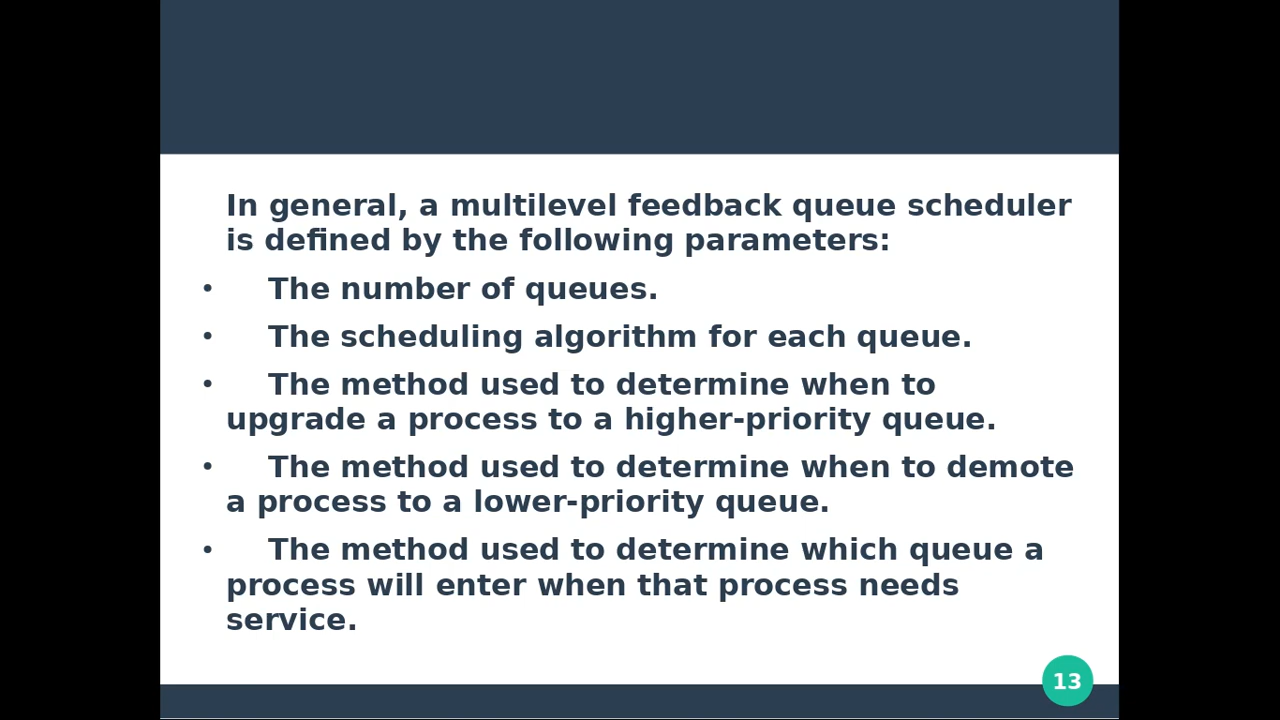 In general, a multilevel feedback queue scheduler
is defined by the following parameters:
• The number of queues.
• The scheduling algorithm for each queue.
• The method used to determine when to
upgrade a process to a higher-priority queue.
• The method used to determine when to demote
a process to a lower-priority queue.
• The method used to determine which queue a
process will enter when that process needs
service.
13